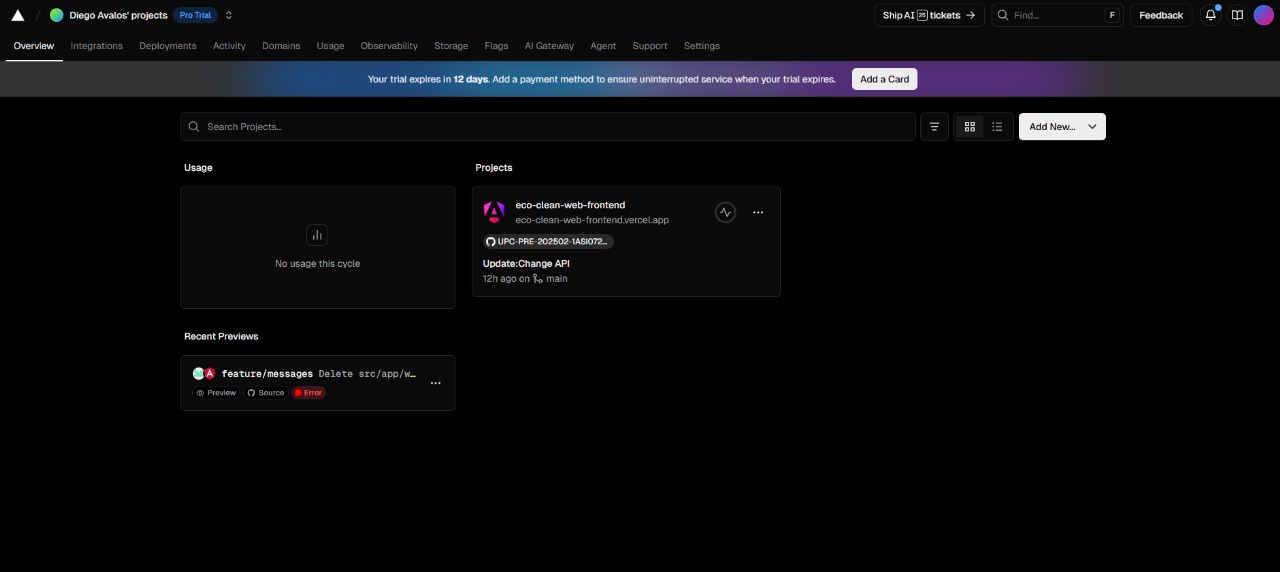 Diego Avalos' projects Pro Trial Ship AI 25 tickets → Find... F Feedback
Overview Integrations Deployments Activity Domains Usage Observability Storage Flags AI Gateway Agent Support Settings
Your trial expires in 12 days. Add a payment method to ensure uninterrupted service when your trial expires. Add a Card
Search Projects... Add New...
Usage
No usage this cycle
Recent Previews
feature/messages Delete src/app/w…
Preview Source Error
Projects
eco-clean-web-frontend
eco-clean-web-frontend.vercel.app
UPC-PRE-202502-1ASI072...
Update:Change API
12h ago on main